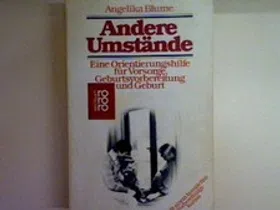 Angelika Blume
Andere
Umstände
Eine Orientierungshilfe
für Vorsorge,
Geburtsvorbereitung
und Geburt
ro
ro
ro